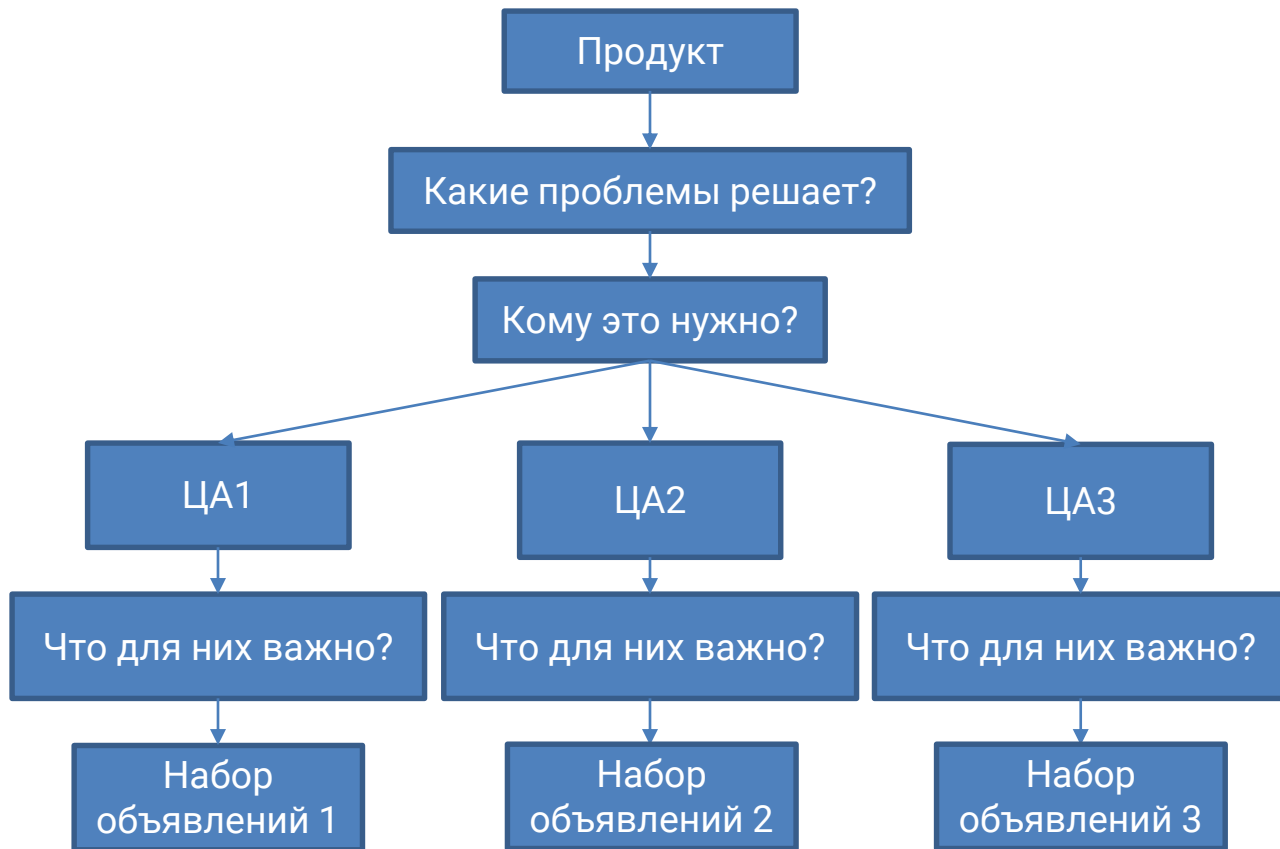 Продукт
Какие проблемы решает?
Кому это нужно?
ЦА1
ЦА2
ЦА3
Что для них важно?
Что для них важно?
Что для них важно?
Набор
объявлений 1
Набор
объявлений 2
Набор
объявлений 3